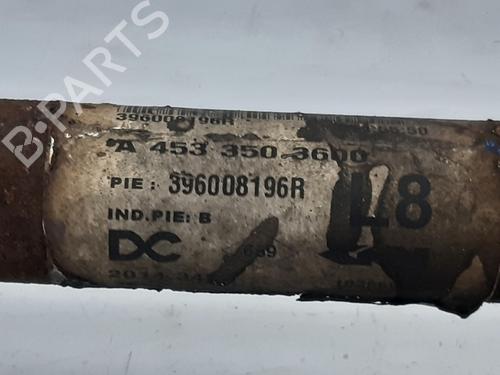 B-PARTS
396008196R
A 453 350 3600
PIE : 396008196R
L8
IND.PIE: B
DC